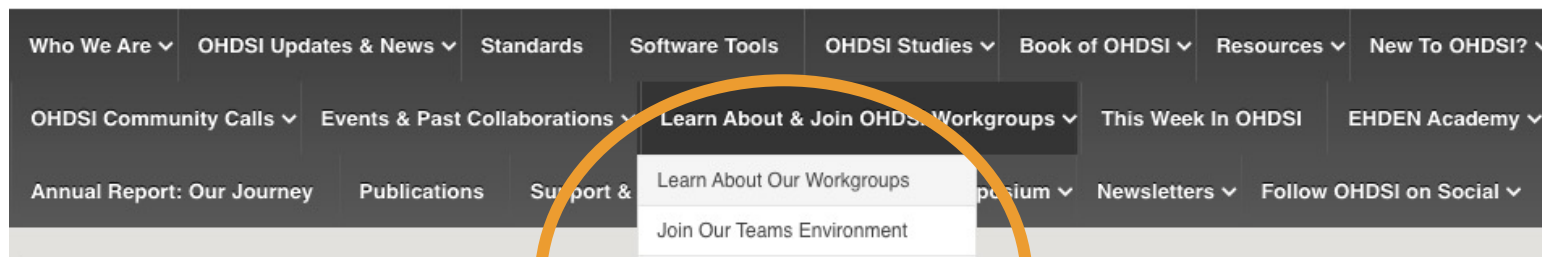 Who We Are OHDSI Updates & News Standards Software Tools OHDSI Studies Book of OHDSI Resources New To OHDSI?
OHDSI Community Calls Events & Past Collaborations Learn About & Join OHDSI Workgroups This Week In OHDSI EHDEN Academy
Annual Report: Our Journey Publications Support & Newsletters Follow OHDSI on Social
Learn About Our Workgroups
Join Our Teams Environment